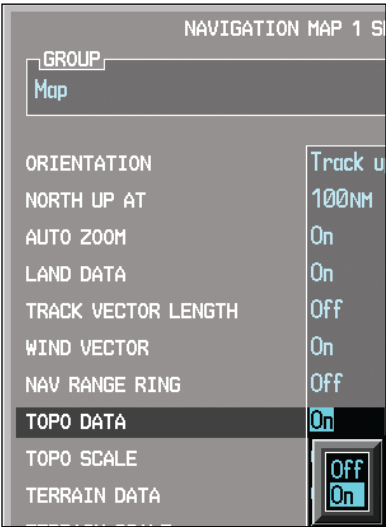 NAVIGATION MAP 1
GROUP
Map
ORIENTATION Track
NORTH UP AT 100NM
AUTO ZOOM On
LAND DATA On
TRACK VECTOR LENGTH Off
WIND VECTOR On
NAV RANGE RING Off
TOPO DATA On
TOPO SCALE
Off
TERRAIN DATA On